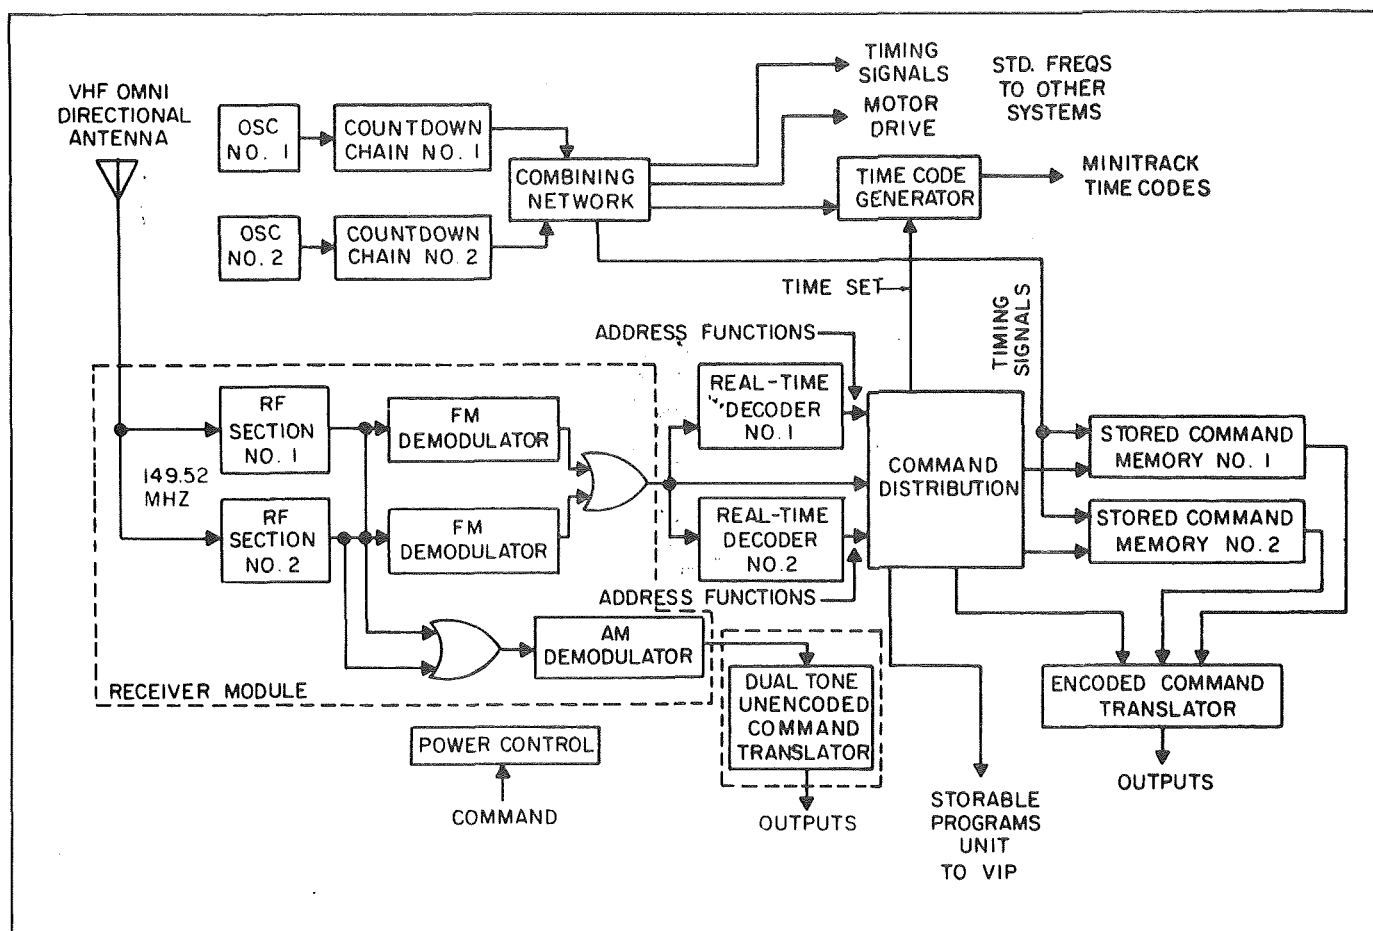 VHF OMNI
DIRECTIONAL
ANTENNA
OSC
NO. 1
COUNTDOWN
CHAIN NO. 1
OSC
NO. 2
COUNTDOWN
CHAIN NO. 2
COMBINING
NETWORK
TIMING
SIGNALS
MOTOR
DRIVE
STD. FREQS
TO OTHER
SYSTEMS
TIME CODE
GENERATOR
MINITRACK
TIME CODES
TIME SET
TIMING
SIGNALS
ADDRESS FUNCTIONS
149.52
MHZ
RF
SECTION
NO. 1
RF
SECTION
NO. 2
FM
DEMODULATOR
FM
DEMODULATOR
AM
DEMODULATOR
RECEIVER MODULE
REAL-TIME
DECODER
NO. 1
REAL-TIME
DECODER
NO. 2
ADDRESS FUNCTIONS
COMMAND
DISTRIBUTION
STORED COMMAND
MEMORY NO. 1
STORED COMMAND
MEMORY NO. 2
ENCODED COMMAND
TRANSLATOR
OUTPUTS
DUAL TONE
UNENCODED
COMMAND
TRANSLATOR
OUTPUTS
POWER CONTROL
COMMAND
STORABLE
PROGRAMS
UNIT
TO VIP